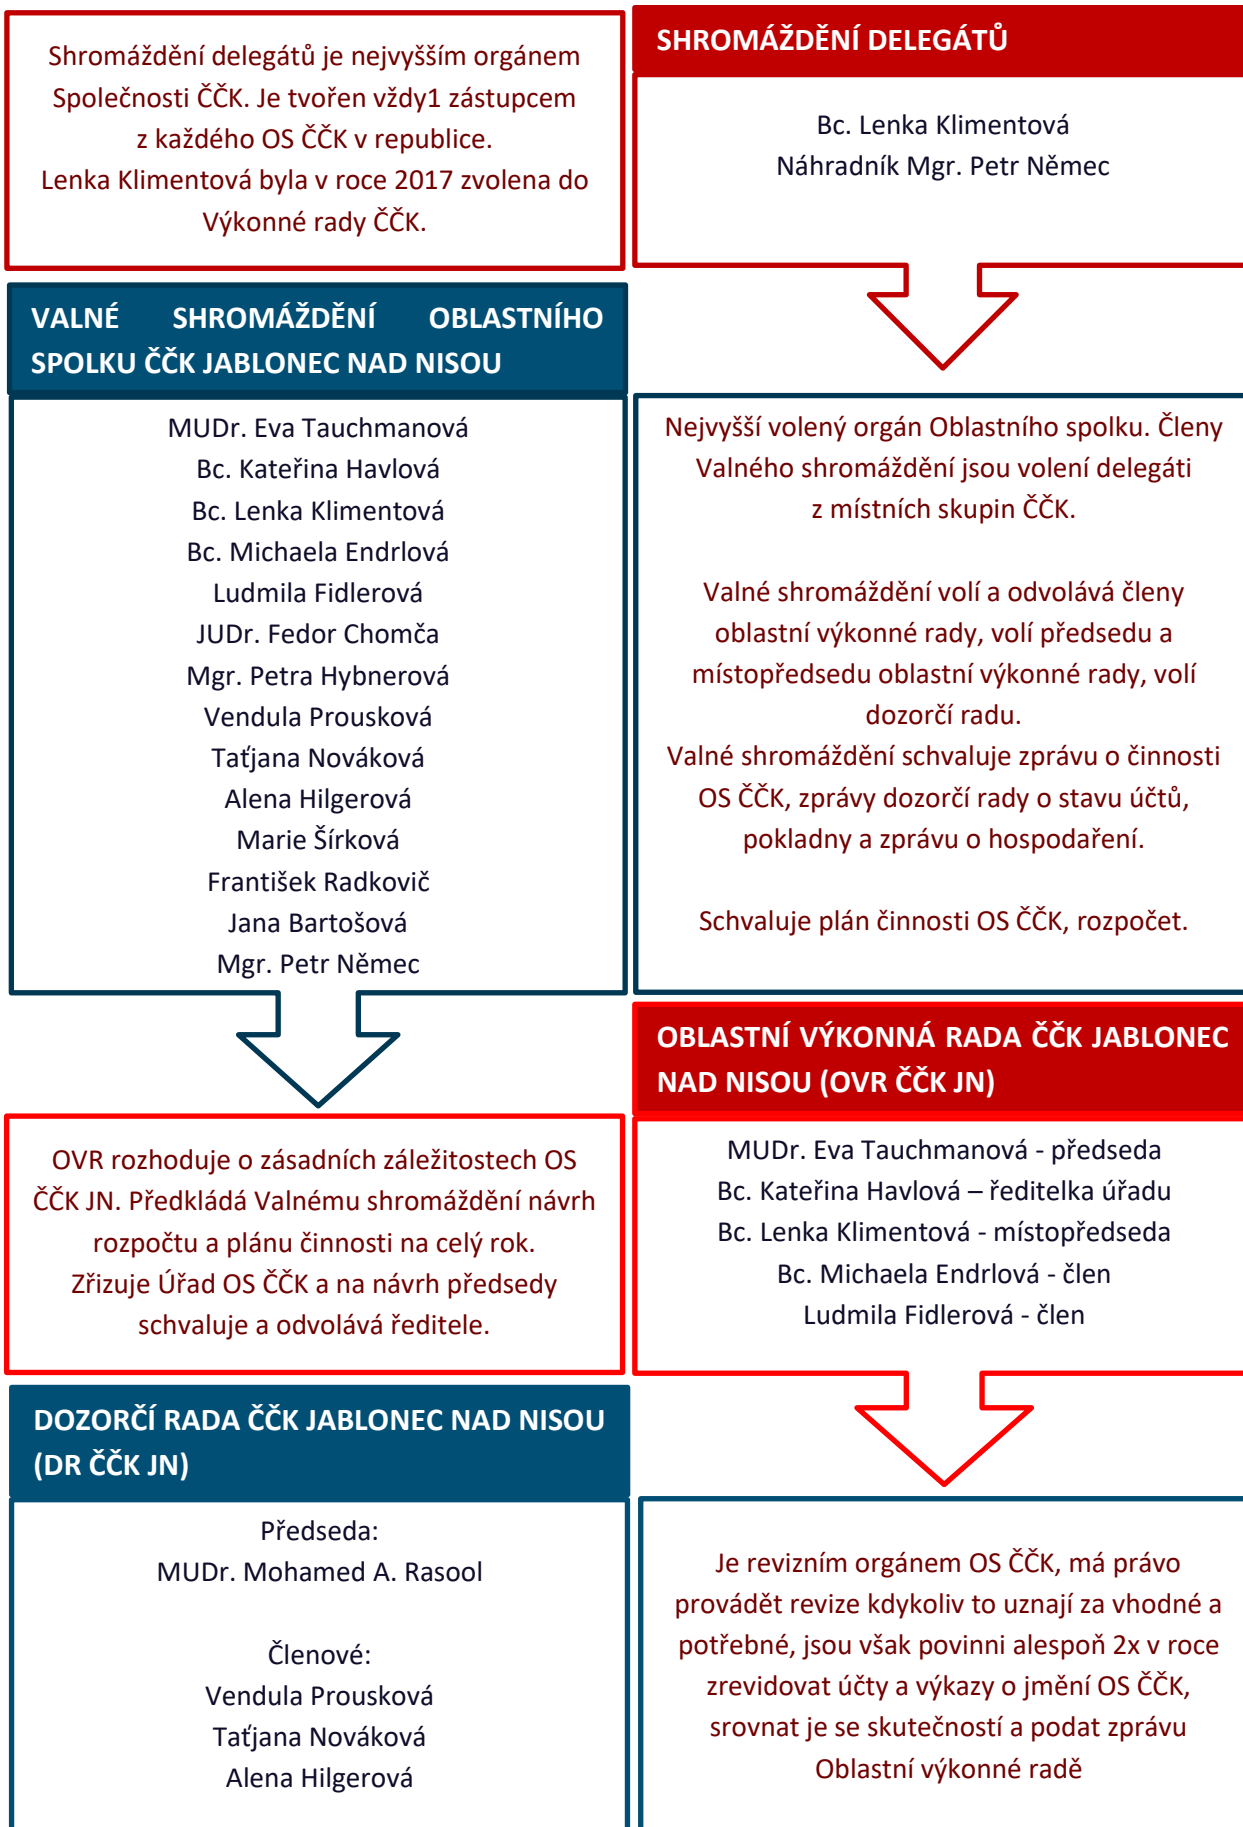 Shromáždění delegátů je nejvyšším orgánem
Společnosti ČČK. Je tvořen vždy1 zástupcem
z každého OS ČČK v republice.
Lenka Klimentová byla v roce 2017 zvolena do
Výkonné rady ČČK.
SHROMÁŽDĚNÍ DELEGÁTŮ
Bc. Lenka Klimentová
Náhradník Mgr. Petr Němec
VALNÉ SHROMÁŽDĚNÍ OBLASTNÍHO
SPOLKU ČČK JABLONEC NAD NISOU
MUDr. Eva Tauchmanová
Bc. Kateřina Havlová
Bc. Lenka Klimentová
Bc. Michaela Endrlová
Ludmila Fidlerová
JUDr. Fedor Chomča
Mgr. Petra Hybnerová
Vendula Prousková
Taťjana Nováková
Alena Hilgerová
Marie Šírková
František Radkovič
Jana Bartošová
Mgr. Petr Němec
Nejvyšší volený orgán Oblastního spolku. Členy
Valného shromáždění jsou volení delegáti
z místních skupin ČČK.
Valné shromáždění volí a odvolává členy
oblastní výkonné rady, volí předsedu a
místopředsedu oblastní výkonné rady, volí
dozorčí radu.
Valné shromáždění schvaluje zprávu o činnosti
OS ČČK, zprávy dozorčí rady o stavu účtů,
pokladny a zprávu o hospodaření.
Schvaluje plán činnosti OS ČČK, rozpočet.
OVR rozhoduje o zásadních záležitostech OS
ČČK JN. Předkládá Valnému shromáždění návrh
rozpočtu a plánu činnosti na celý rok.
Zřizuje Úřad OS ČČK a na návrh předsedy
schvaluje a odvolává ředitele.
OBLASTNÍ VÝKONNÁ RADA ČČK JABLONEC
NAD NISOU (OVR ČČK JN)
MUDr. Eva Tauchmanová - předseda
Bc. Kateřina Havlová – ředitelka úřadu
Bc. Lenka Klimentová - místopředseda
Bc. Michaela Endrlová - člen
Ludmila Fidlerová - člen
DOZORČÍ RADA ČČK JABLONEC NAD NISOU
(DR ČČK JN)
Předseda:
MUDr. Mohamed A. Rasool
Členové:
Vendula Prousková
Taťjana Nováková
Alena Hilgerová
Je revizním orgánem OS ČČK, má právo
provádět revize kdykoliv to uznají za vhodné a
potřebné, jsou však povinni alespoň 2x v roce
zrevidovat účty a výkazy o jmění OS ČČK,
srovnat je se skutečností a podat zprávu
Oblastní výkonné radě